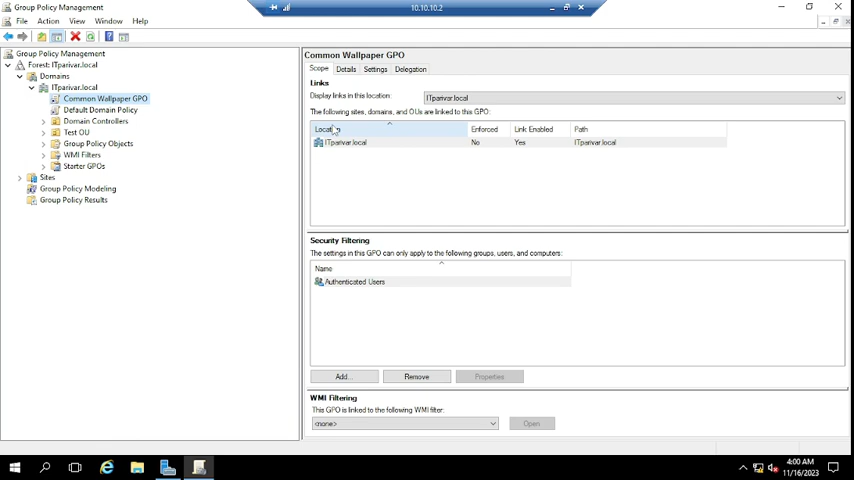 Group Policy Management
10.10.10.2
File Action View Window Help
Group Policy Management
Forest: ITparivar.local
Domains
ITparivar.local
Common Wallpaper GPO
Default Domain Policy
Domain Controllers
Test OU
Group Policy Objects
WMI Filters
Starter GPOs
Sites
Group Policy Modeling
Group Policy Results
Common Wallpaper GPO
Scope Details Settings Delegation
Links
Display links in this location: ITparivar.local
The following sites, domains, and OUs are linked to this GPO:
Location Enforced Link Enabled Path
ITparivar.local No Yes ITparivar.local
Security Filtering
The settings in this GPO can only apply to the following groups, users, and computers:
Name
Authenticated Users
Add... Remove Properties
WMI Filtering
This GPO is linked to the following WMI filter:
<none> Open
4:00 AM
11/16/2023